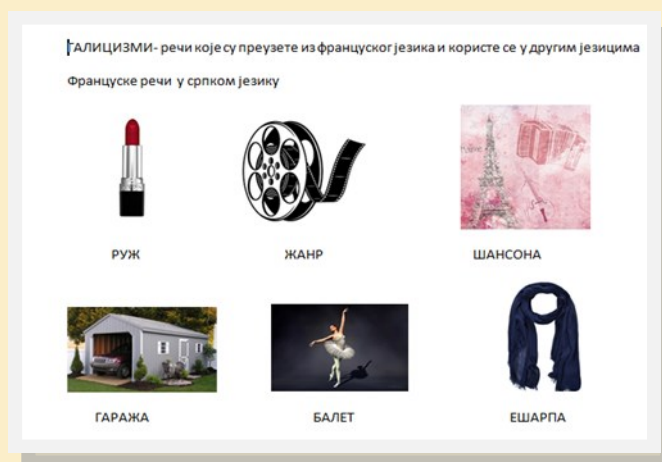 ГАЛИЦИЗМИ- речи које су преузете из француског језика и користе се у другим језицима
Француске речи у српком језику
РУЖ ЖАНР ШАНСОНА
ГАРАЖА БАЛЕТ ЕШАРПА